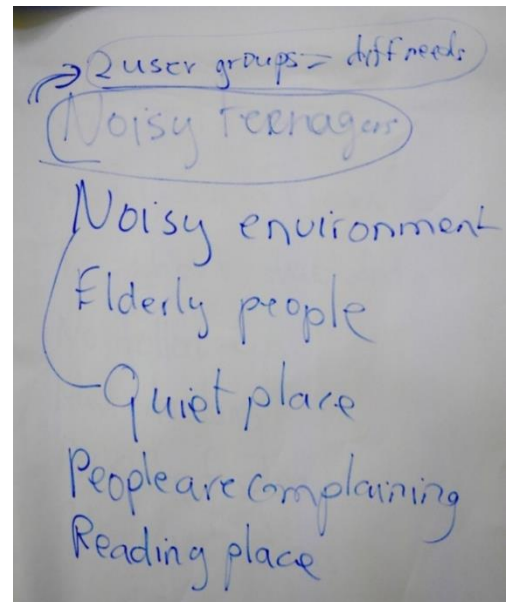 2 user groups = diff needs
Noisy teenagers
Noisy environment
Elderly people
Quiet place
People are complaining
Reading place